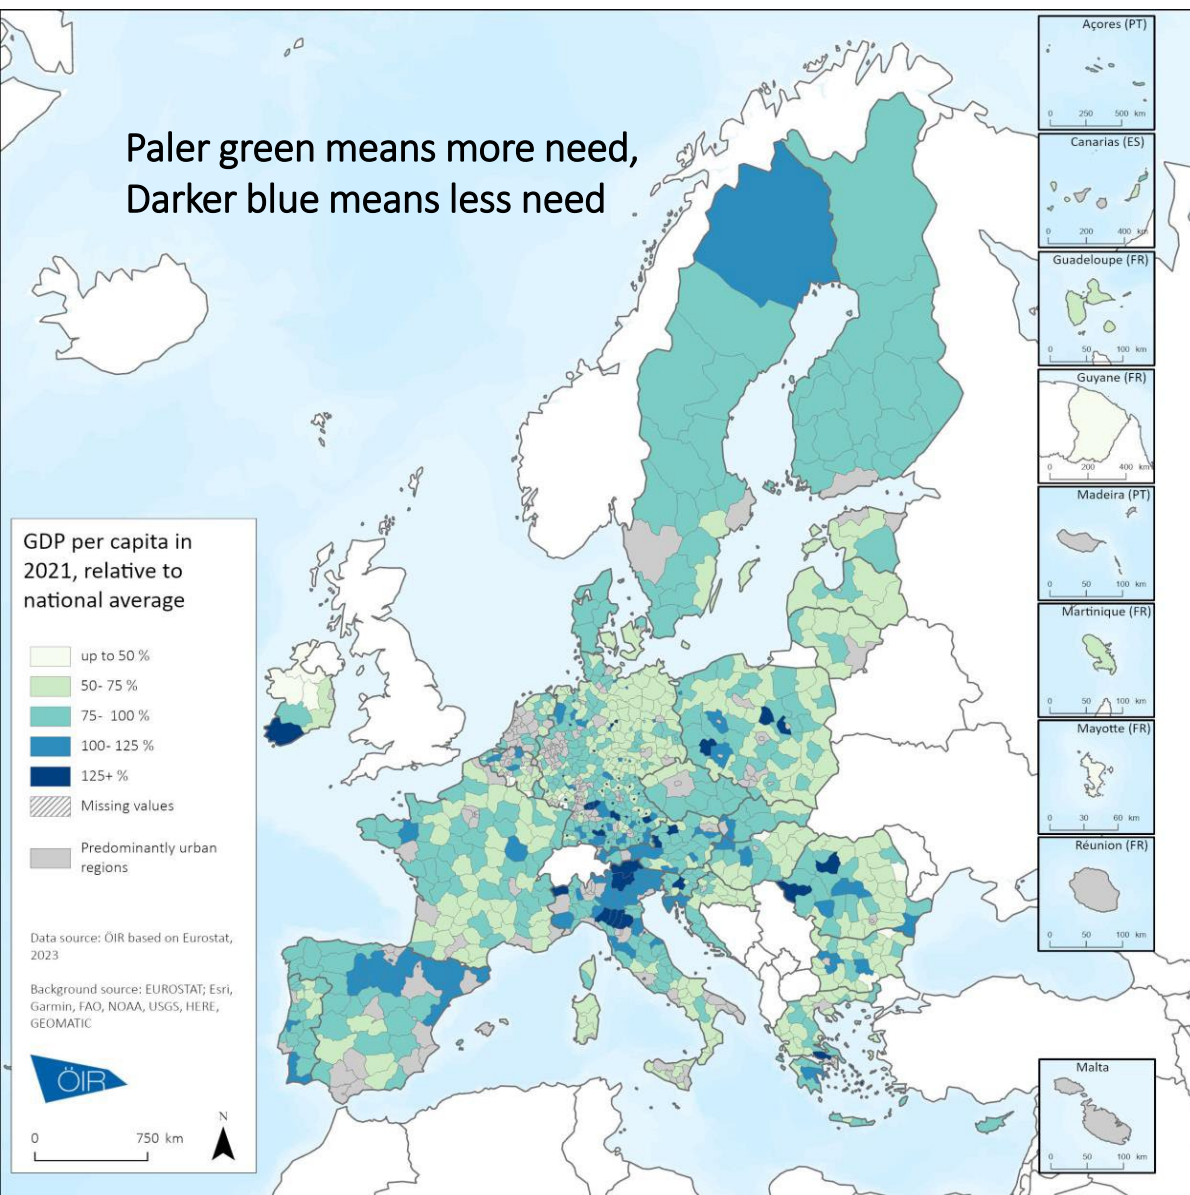 Paler green means more need,
Darker blue means less need
GDP per capita in
2021, relative to
national average
up to 50 %
50- 75 %
75- 100 %
100- 125 %
125+ %
Missing values
Predominantly urban
regions
Data source: ÖIR based on Eurostat,
2023
Background source: EUROSTAT; Esri,
Garmin, FAO, NOAA, USGS, HERE,
GEOMATIC
ÖIR
N
0 750 km
Açores (PT)
0 250 500 km
Canarias (ES)
0 200 400 km
Guadeloupe (FR)
0 50 100 km
Guyane (FR)
0 200 400 km
Madeira (PT)
0 50 100 km
Martinique (FR)
0 50 100 km
Mayotte (FR)
0 30 60 km
Réunion (FR)
0 50 100 km
Malta
0 50 100 km